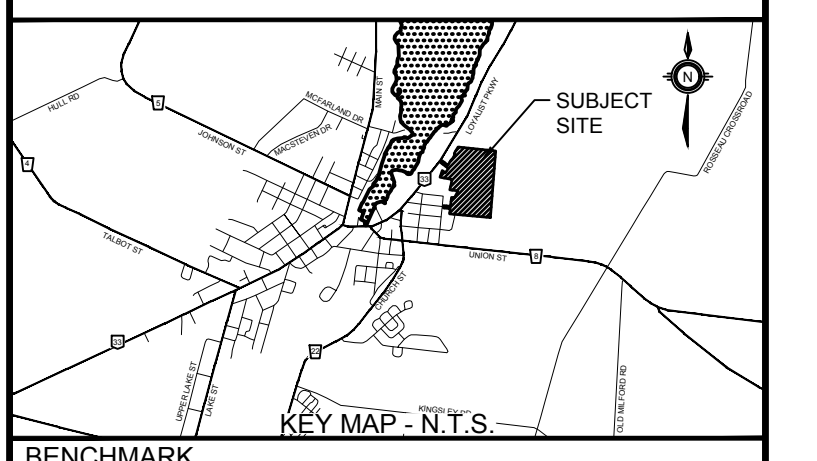 HULL RD
5
JOHNSON ST
MCFARLAND DR
MACSTEVEN DR
MAIN ST
LOYALIST PKWY
SUBJECT
SITE
N
ROSSEAU CROSSROAD
4
TALBOT ST
33
UNION ST
8
CHURCH ST
33
22
UPPER LAKE ST
LAKE ST
OLD MILFORD RD
KINGSLEY RD
KEY MAP - N.T.S.
BENCHMARK